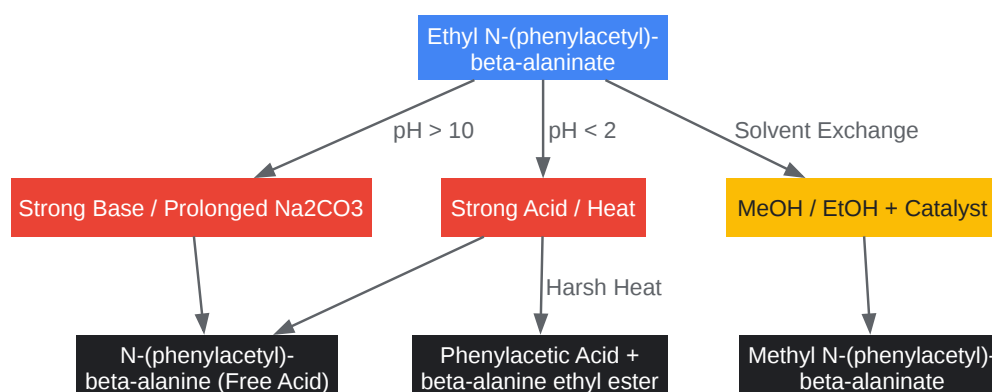 Ethyl N-(phenylacetyl)-
beta-alaninate
pH > 10
pH < 2
Solvent Exchange
Strong Base / Prolonged Na2CO3
Strong Acid / Heat
MeOH / EtOH + Catalyst
Harsh Heat
N-(phenylacetyl)-
beta-alanine (Free Acid)
Phenylacetic Acid +
beta-alanine ethyl ester
Methyl N-(phenylacetyl)-
beta-alaninate